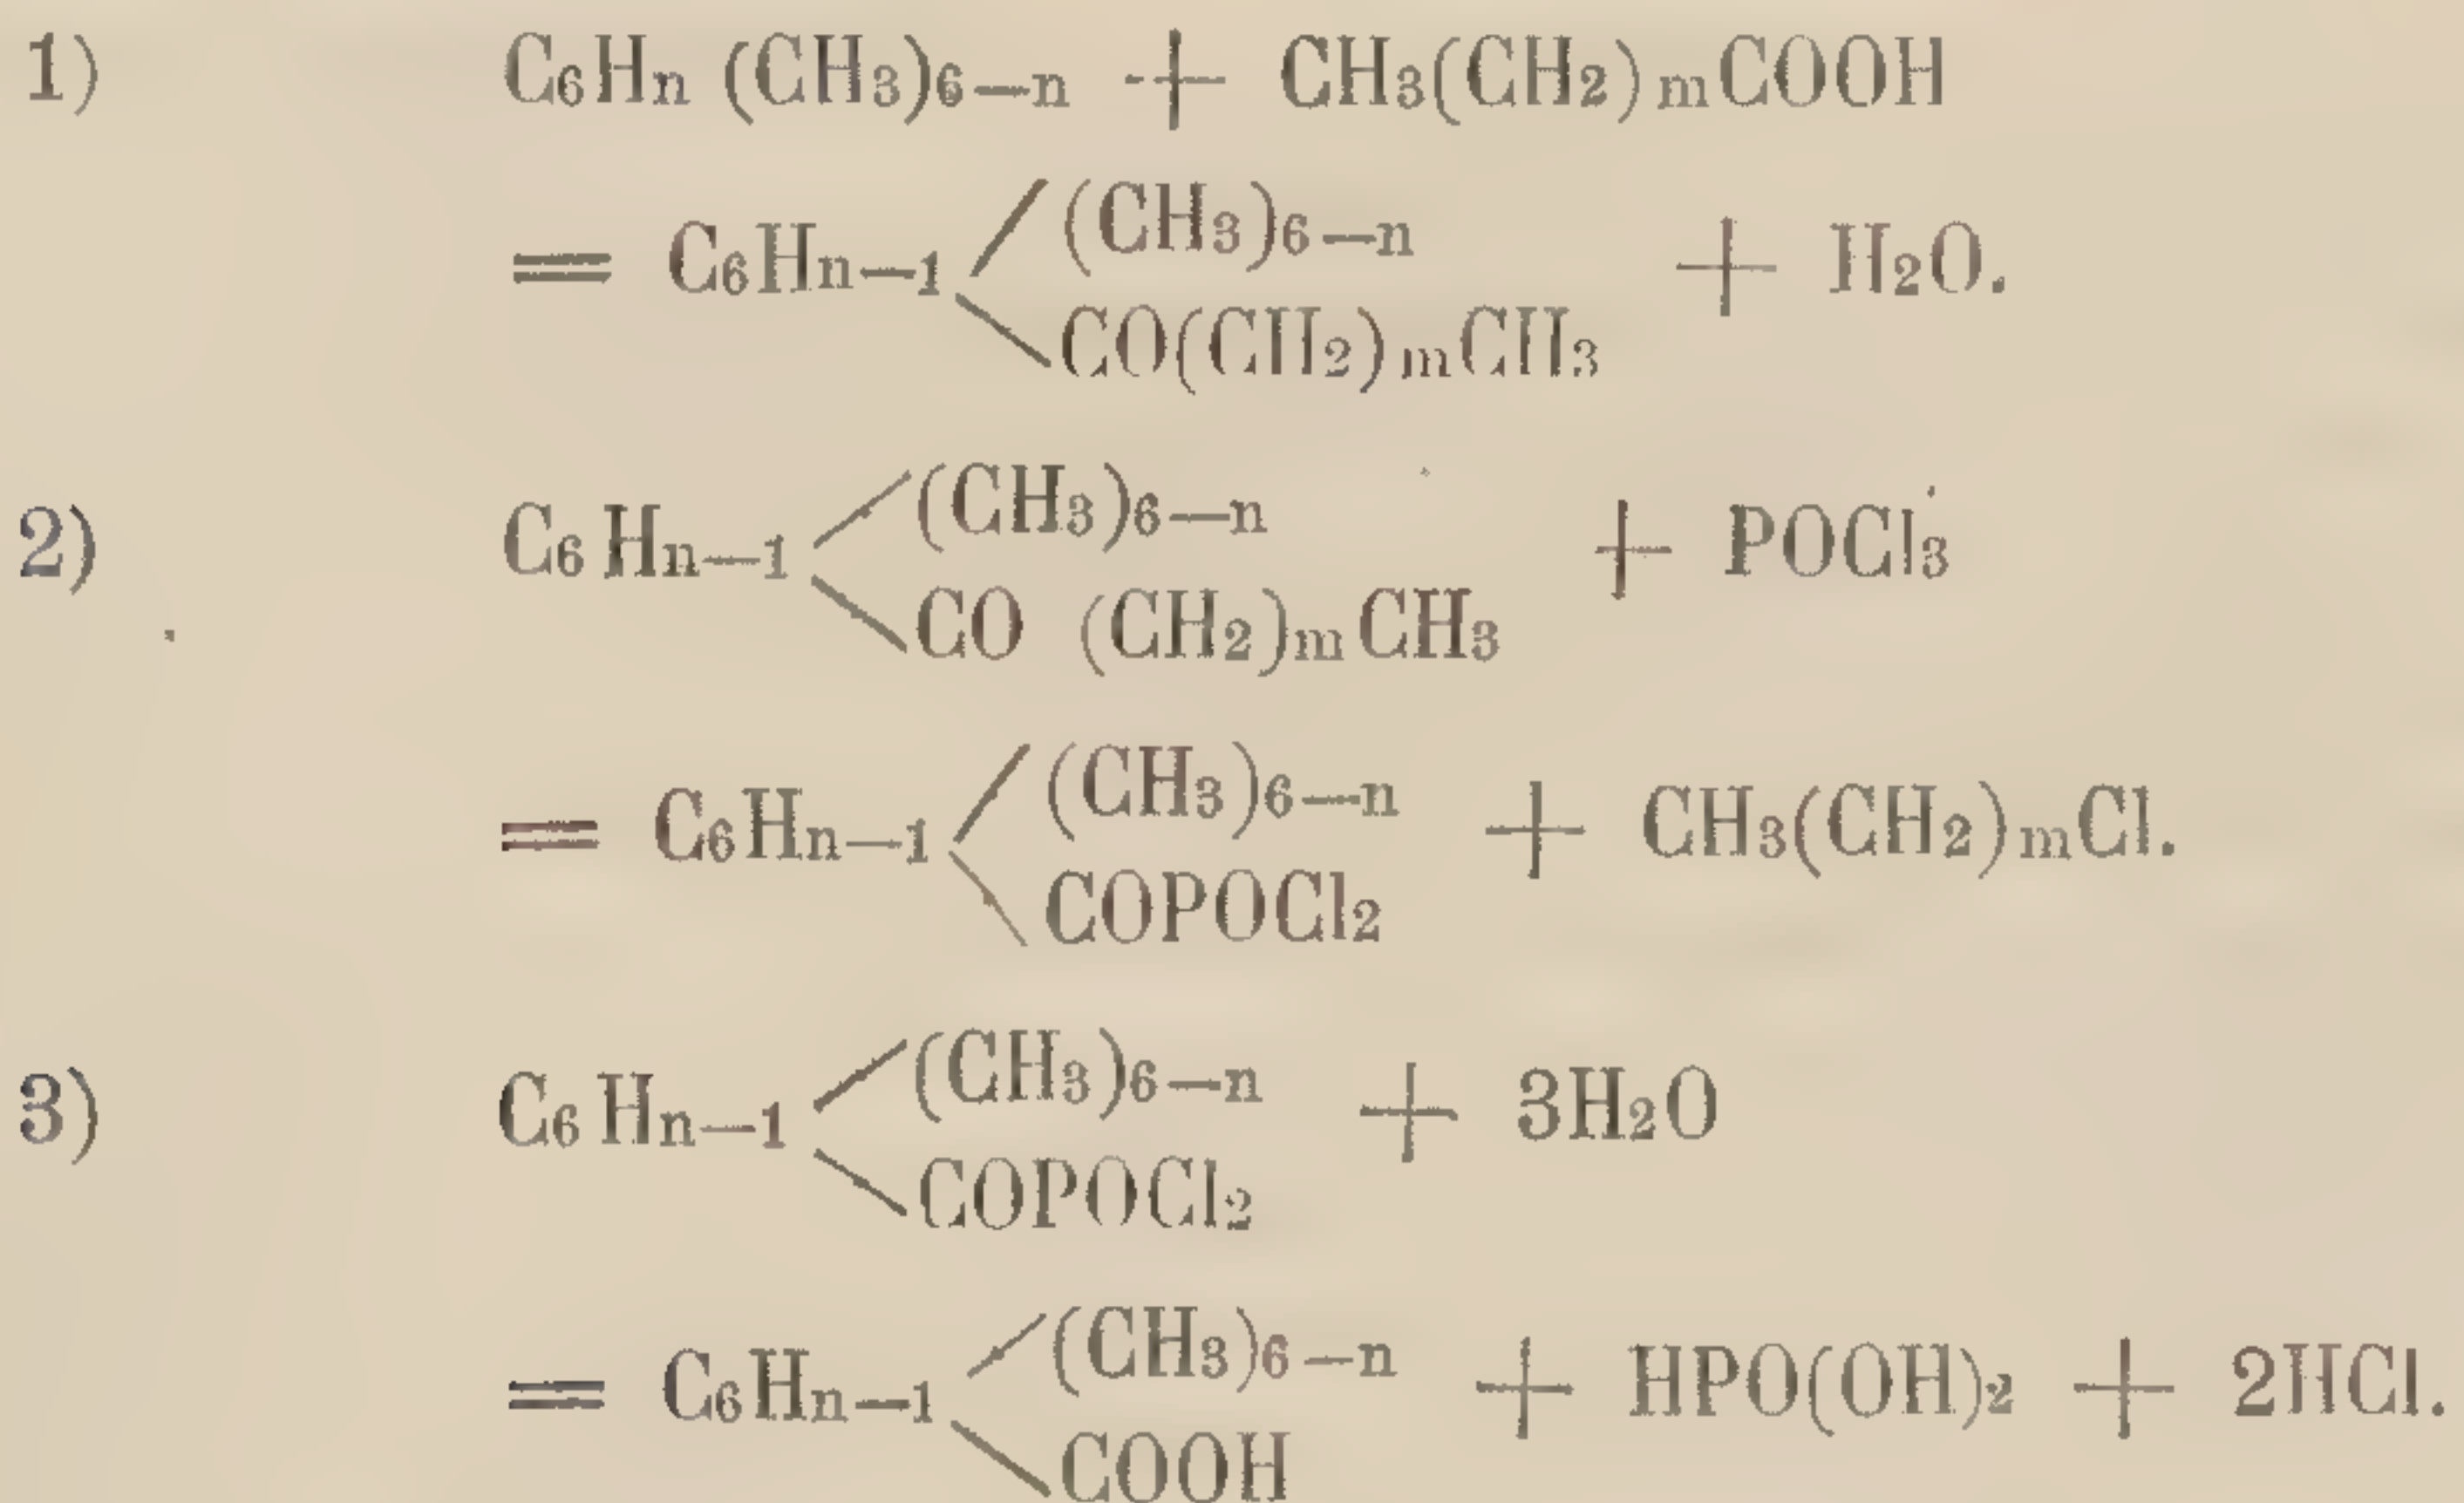 1) C6Hn (CH3)6—n + CH3(CH2)mCOOH
(CH3)6—n
= C6Hn—1 + H2O.
CO(CH2)mCH3
(CH3)6—n
2) C6Hn—1 + POCl3
CO (CH2)mCH3
(CH3)6—n
= C6Hn—1 + CH3(CH2)mCl.
COPOCl2
(CH3)6—n
3) C6Hn—1 + 3H2O
COPOCl2
(CH3)6—n
= C6Hn—1 + HPO(OH)2 + 2HCl.
COOH